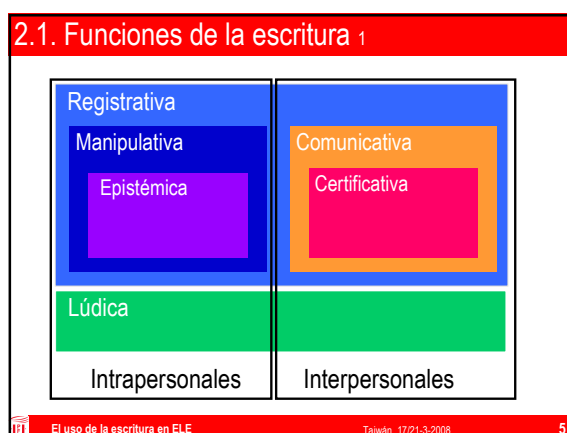 2.1. Funciones de la escritura 1
Registrativa
Manipulativa
Comunicativa
Epistémica
Certificativa
Lúdica
Intrapersonales
Interpersonales
El uso de la escritura en ELE
Taiwán, 17/21-3-2008
5